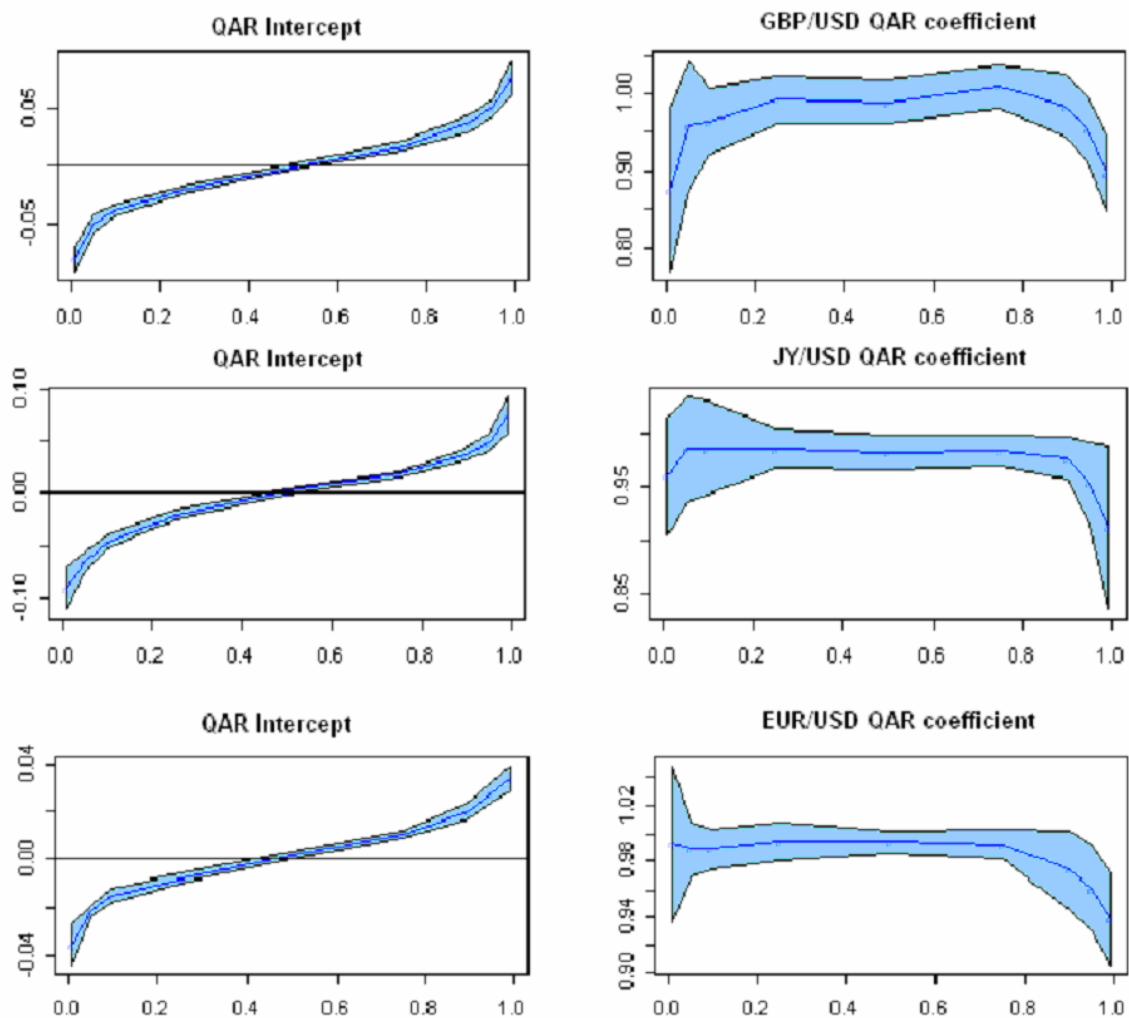 QAR Intercept
GBP/USD QAR coefficient
0.05
-0.05
1.00
0.90
0.80
0.0 0.2 0.4 0.6 0.8 1.0
0.0 0.2 0.4 0.6 0.8 1.0
QAR Intercept
JY/USD QAR coefficient
0.10
0.00
-0.10
0.95
0.85
0.0 0.2 0.4 0.6 0.8 1.0
0.0 0.2 0.4 0.6 0.8 1.0
QAR Intercept
EUR/USD QAR coefficient
0.04
0.00
-0.04
1.02
0.98
0.94
0.90
0.0 0.2 0.4 0.6 0.8 1.0
0.0 0.2 0.4 0.6 0.8 1.0